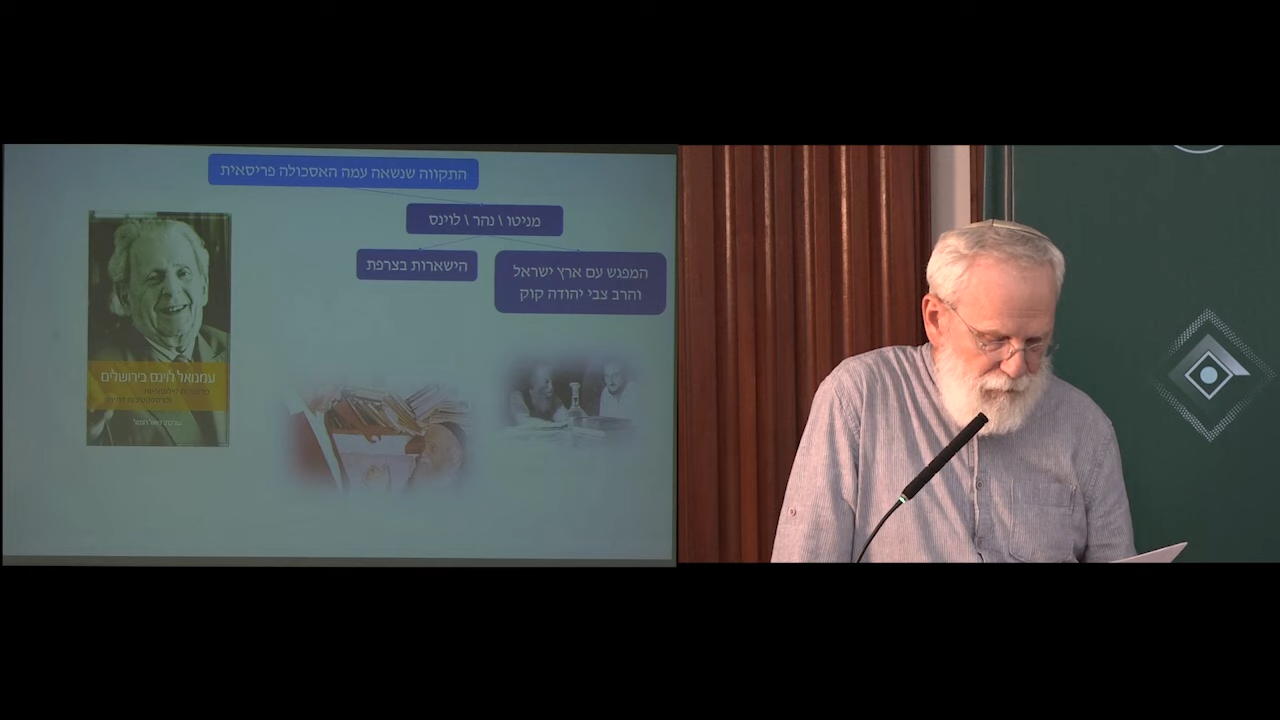 התקווה שנשאה עמה האסכולה פריסאית
מניטו \ נהר \ לוינס
המפגש עם ארץ ישראל
והרב צבי יהודה קוק
הישארות בצרפת
עמנואל לוינס בירושלים